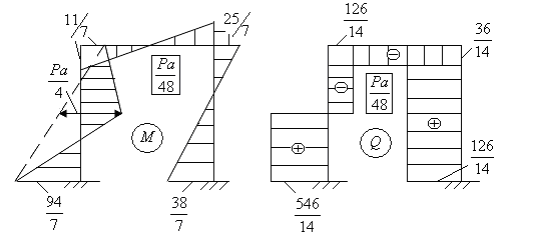 11/7
25/7
Pa/4
Pa/48
M
94/7
38/7
126/14
36/14
⊖
⊖
Pa/48
⊕
Q
⊕
126/14
546/14